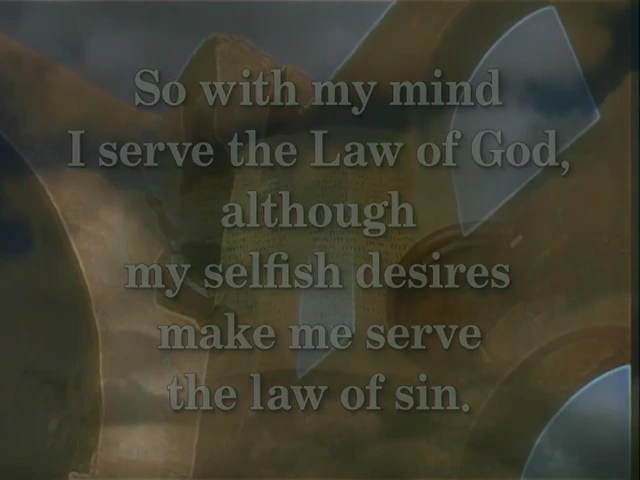 So with my mind
I serve the Law of God,
although
my selfish desires
make me serve
the law of sin.